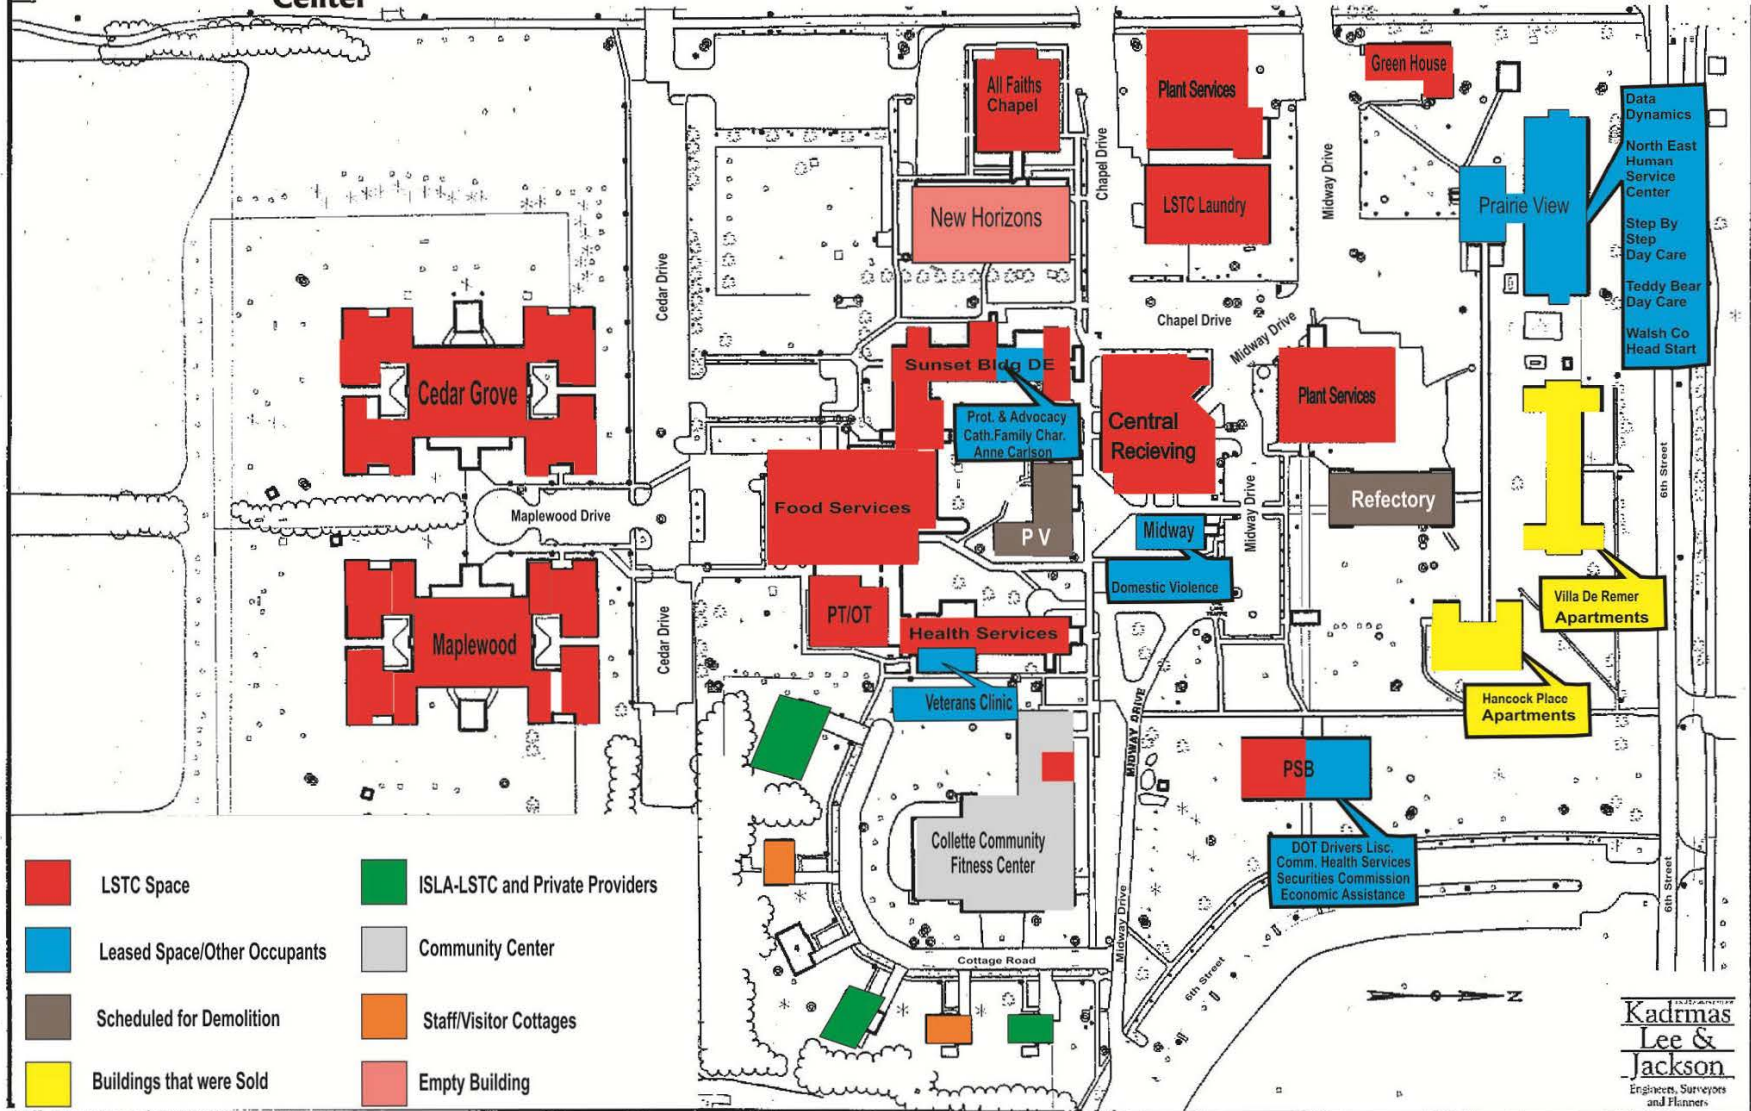 Center
All Faiths
Chapel
Plant Services
Green House
Data
Dynamics
North East
Human
Service
Center
Step By
Step
Day Care
Teddy Bear
Day Care
Walsh Co
Head Start
Chapel Drive
Midway Drive
LSTC Laundry
New Horizons
Prairie View
Cedar Drive
Chapel Drive
Midway Drive
Sunset Bldg DE
Cedar Grove
Prot. & Advocacy
Cath.Family Char.
Anne Carlson
Central
Recieving
Plant Services
6th Street
Food Services
Maplewood Drive
Refectory
Midway Drive
P V
Midway
Domestic Violence
Villa De Remer
Apartments
PT/OT
Health Services
Maplewood
Cedar Drive
Veterans Clinic
Hancock Place
Apartments
MIDWAY DRIVE
PSB
Collette Community
Fitness Center
DOT Drivers Lisc.
Comm. Health Services
Securities Commission
Economic Assistance
6th Street
LSTC Space
ISLA-LSTC and Private Providers
Leased Space/Other Occupants
Community Center
4
Midway Drive
Cottage Road
6th Street
N
Scheduled for Demolition
Staff/Visitor Cottages
Buildings that were Sold
Empty Building
Kadrmas
Lee &
Jackson
Engineers, Surveyors
and Planners